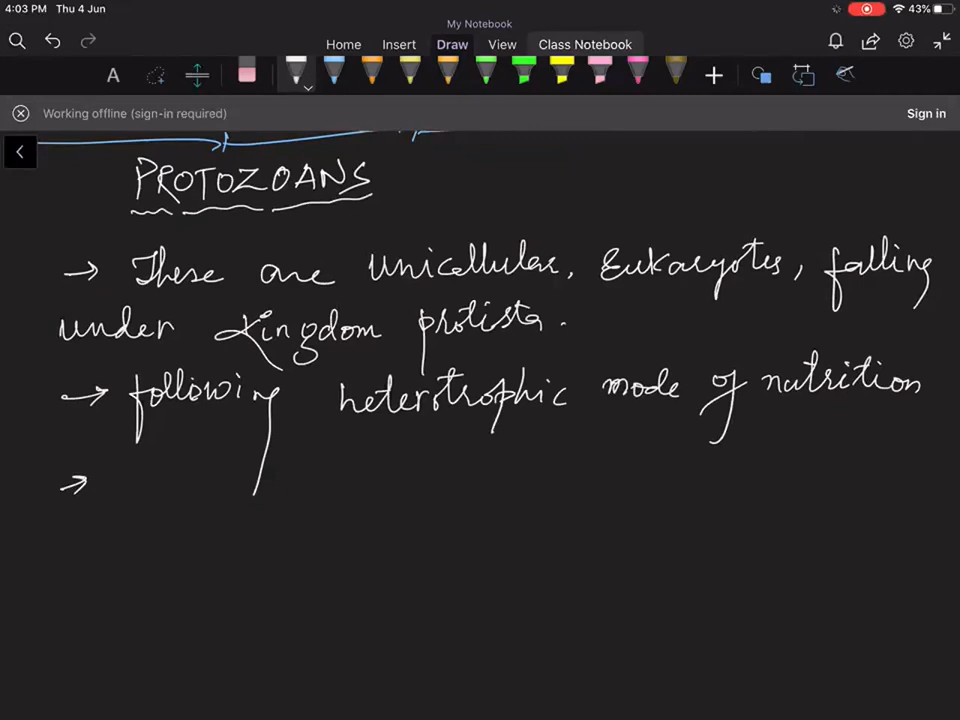 4:03 PM Thu 4 Jun
43%
My Notebook
Home Insert Draw View Class Notebook
A
Working offline (sign-in required) Sign in
PROTOZOANS
→ These are Unicellular, Eukaryotes, falling
under Kingdom protista.
→ following heterotrophic mode of nutrition
→